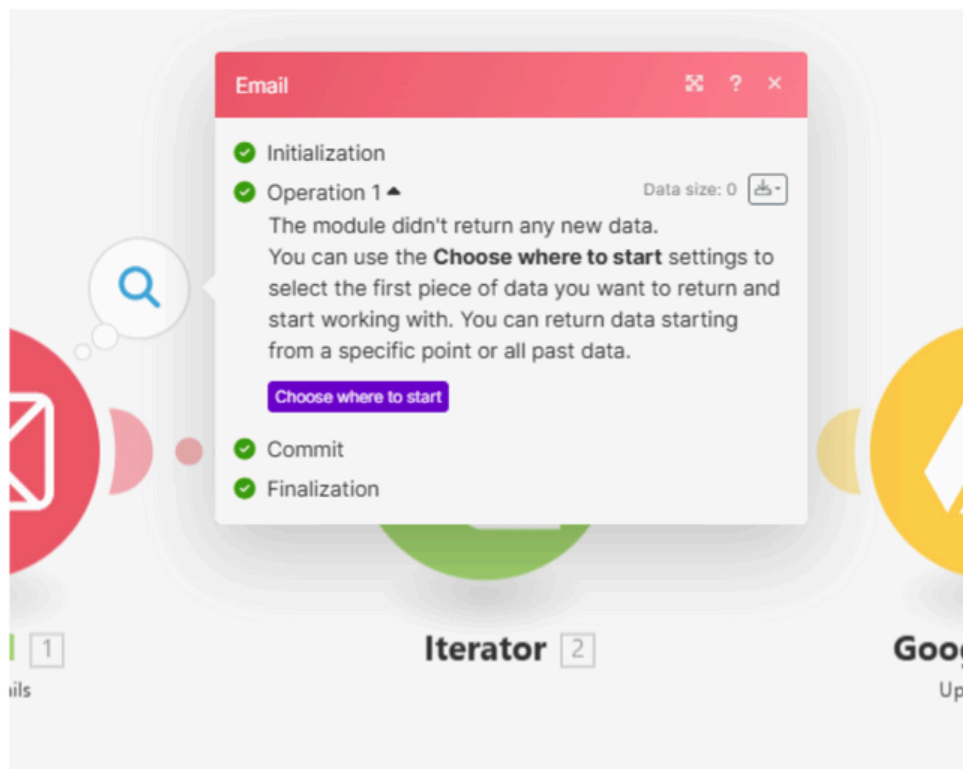 Email
?
Initialization
Operation 1
Data size: 0
The module didn't return any new data.
You can use the Choose where to start settings to
select the first piece of data you want to return and
start working with. You can return data starting
from a specific point or all past data.
Choose where to start
Commit
Finalization
1
Iterator 2
Goo
ils
Up